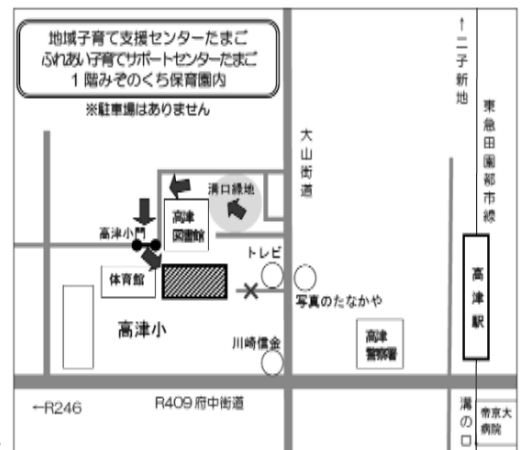 地域子育て支援センターたまご
ふれあい子育てサポートセンターたまご
1階みぞのくち保育園内
※駐車場はありません
↑二子新地
東急田園都市線
大山街道
溝口緑地
高津
図書館
高津小門
トレビ
体育館
写真のたなかや
高津駅
高津小
川崎信金
高津
警察署
←R246
R409府中街道
溝の口
帝京大
病院